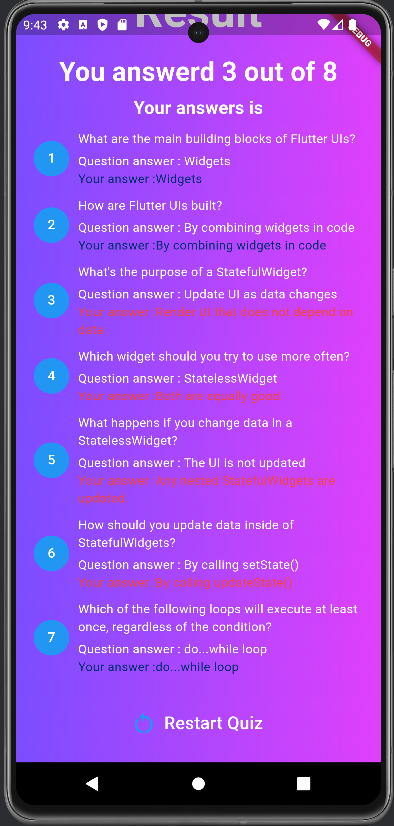 9:43
Result
DEBUG
You answerd 3 out of 8
Your answers is
What are the main building blocks of Flutter UIs?
1
Question answer : Widgets
Your answer :Widgets
How are Flutter UIs built?
2
Question answer : By combining widgets in code
Your answer :By combining widgets in code
What's the purpose of a StatefulWidget?
3
Question answer : Update UI as data changes
Your answer :Render UI that does not depend on
data
Which widget should you try to use more often?
4
Question answer : StatelessWidget
Your answer :Both are equally good
What happens if you change data in a
StatelessWidget?
5
Question answer : The UI is not updated
Your answer :Any nested StatefulWidgets are
updated
How should you update data inside of
StatefulWidgets?
6
Question answer : By calling setState()
Your answer :By calling updateState()
Which of the following loops will execute at least
once, regardless of the condition?
7
Question answer : do...while loop
Your answer :do...while loop
Restart Quiz